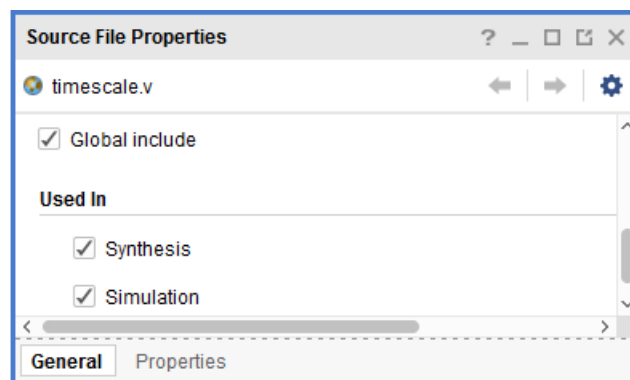 Source File Properties
timescale.v
Global include
Used In
Synthesis
Simulation
General Properties